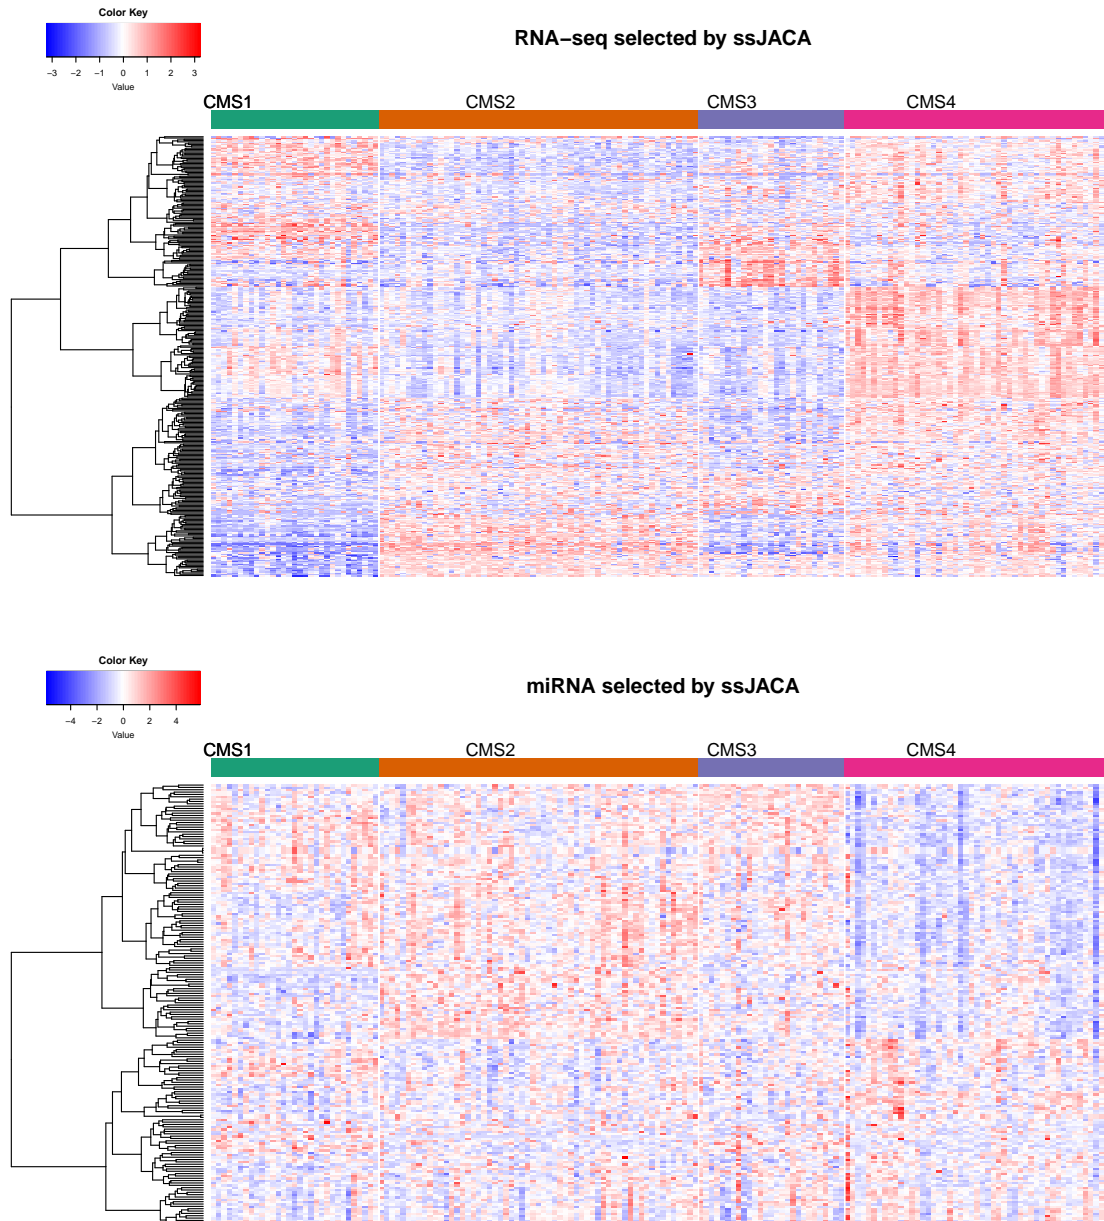 Color Key
−3 −2 −1 0 1 2 3
Value
RNA−seq selected by ssJACA
CMS1 CMS2 CMS3 CMS4
Color Key
−4 −2 0 2 4
Value
miRNA selected by ssJACA
CMS1 CMS2 CMS3 CMS4